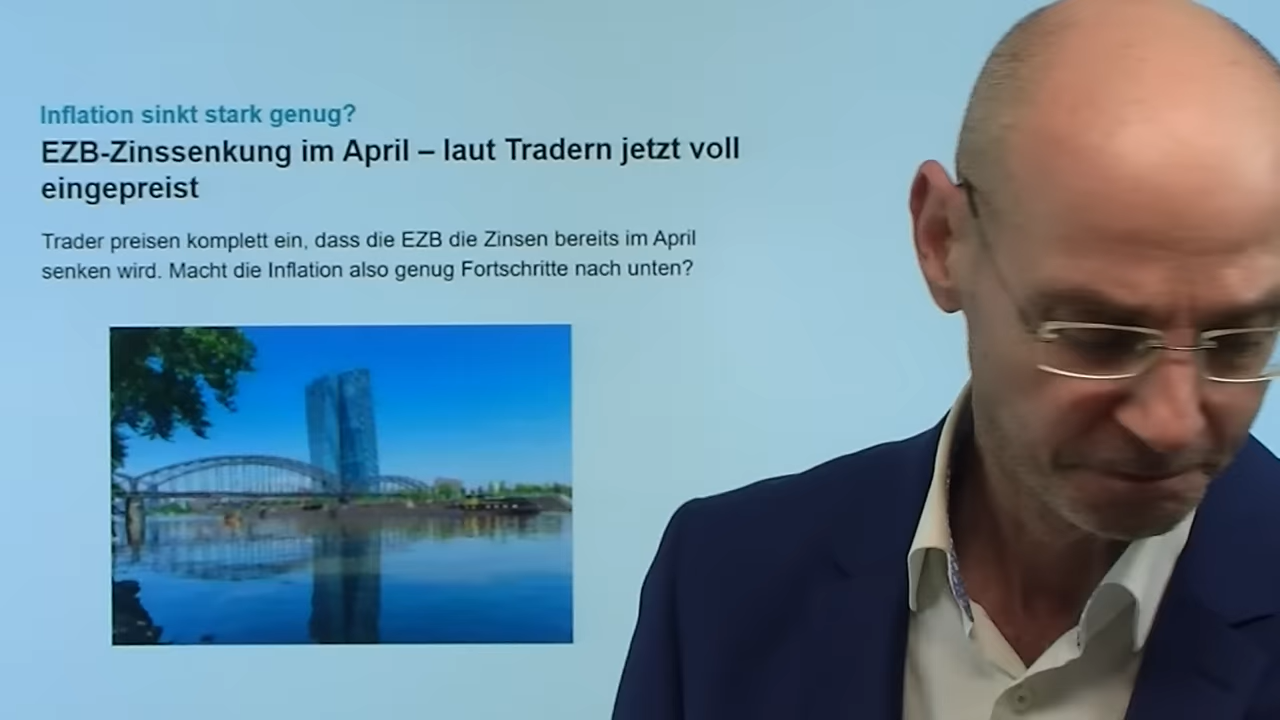 Inflation sinkt stark genug?
EZB-Zinssenkung im April – laut Tradern jetzt voll
eingepreist
Trader preisen komplett ein, dass die EZB die Zinsen bereits im April
senken wird. Macht die Inflation also genug Fortschritte nach unten?